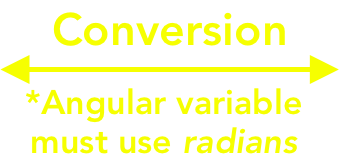 Conversion
*Angular variable
must use radians